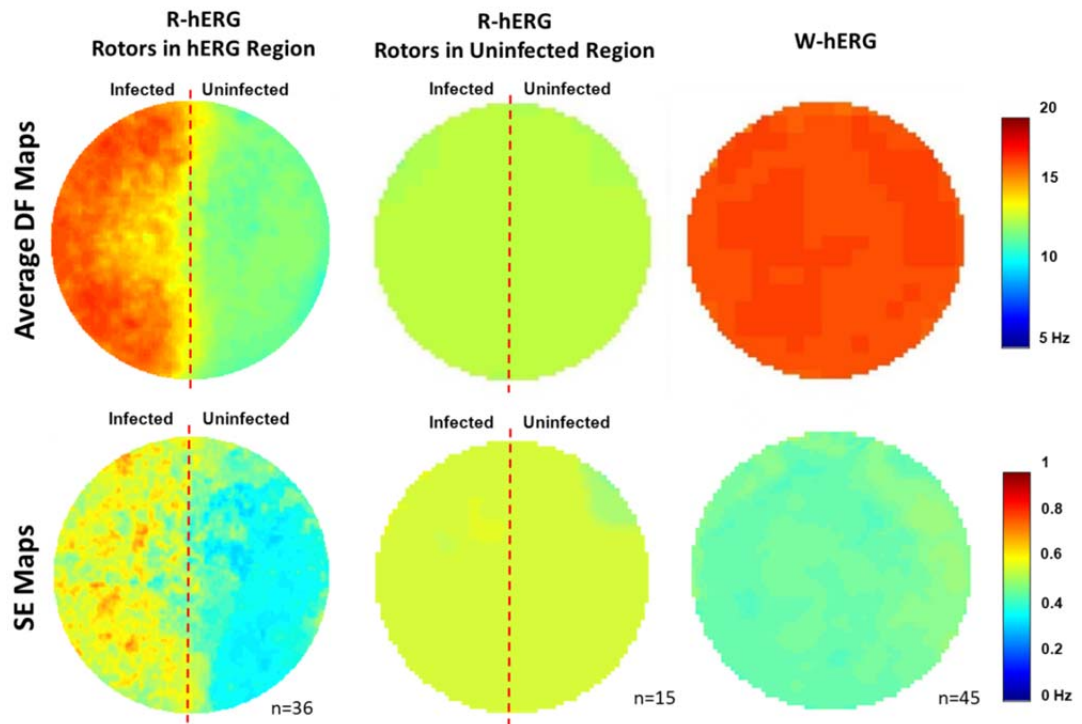 R-hERG
Rotors in hERG Region
R-hERG
Rotors in Uninfected Region
W-hERG
Infected
Uninfected
Infected
Uninfected
Average DF Maps
20
15
10
5 Hz
Infected
Uninfected
Infected
Uninfected
SE Maps
1
0.8
0.6
0.4
0.2
0 Hz
n=36
n=15
n=45